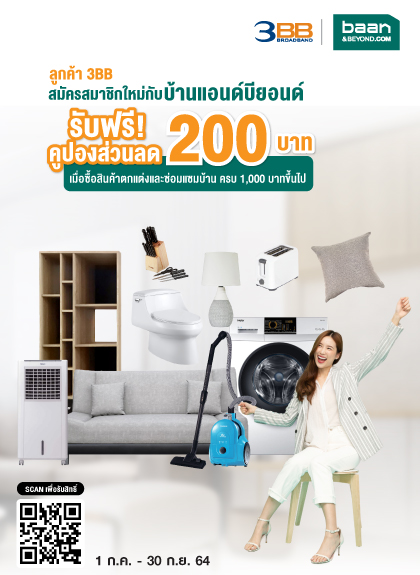 3BB
BROADBAND
baan
&BEYOND.COM
ลูกค้า 3BB
สมัครสมาชิกใหม่กับบ้านแอนด์บียอนด์
รับฟรี!
คูปองส่วนลด 200 บาท
เมื่อซื้อสินค้าตกแต่งและซ่อมแซมบ้าน ครบ 1,000 บาทขึ้นไป
SCAN เพื่อรับสิทธิ์
1 ก.ค. - 30 ก.ย. 64